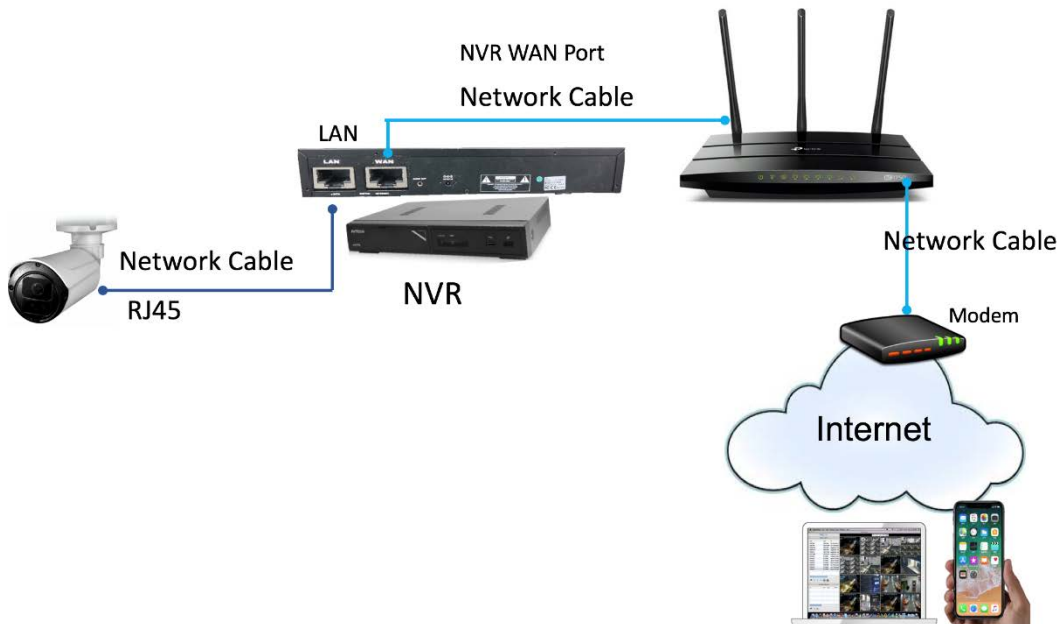 NVR WAN Port
Network Cable
LAN
LAN
WAN
Network Cable
RJ45
NVR
Network Cable
Modem
Internet